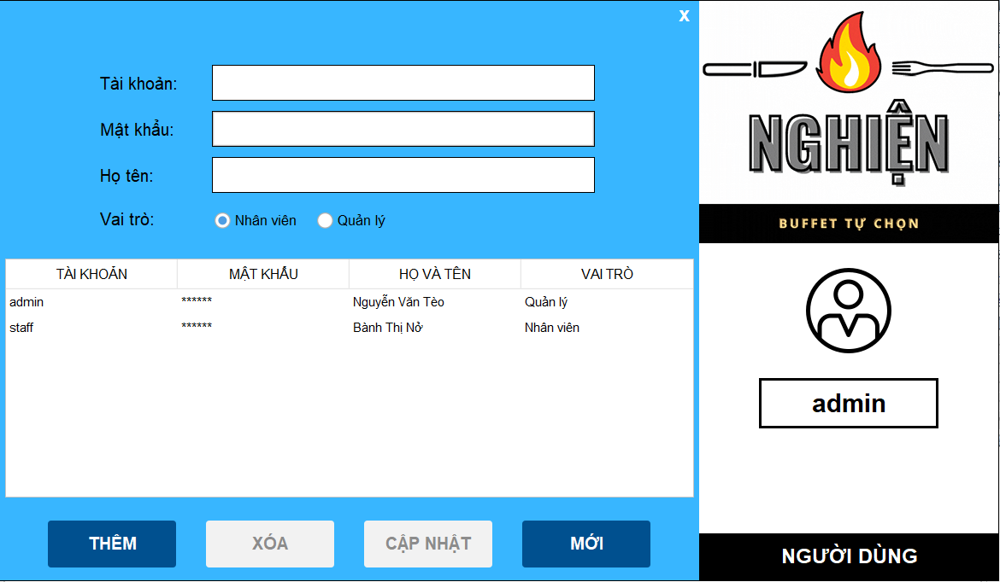 X
Tài khoản:
Mật khẩu:
Họ tên:
Vai trò: Nhân viên Quản lý
TÀI KHOẢN MẬT KHẨU HỌ VÀ TÊN VAI TRÒ
admin ****** Nguyễn Văn Tèo Quản lý
staff ****** Bành Thị Nở Nhân viên
THÊM XÓA CẬP NHẬT MỚI
NGHIỆN
BUFFET TỰ CHỌN
admin
NGƯỜI DÙNG